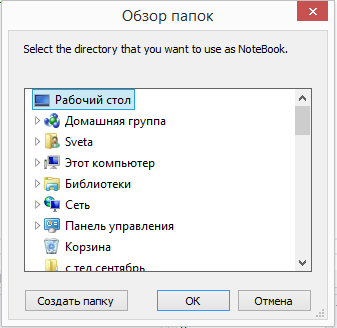 Обзор папок
Select the directory that you want to use as NoteBook.
Рабочий стол
Домашняя группа
Sveta
Этот компьютер
Библиотеки
Сеть
Панель управления
Корзина
с тел сентябрь
Создать папку
OK
Отмена